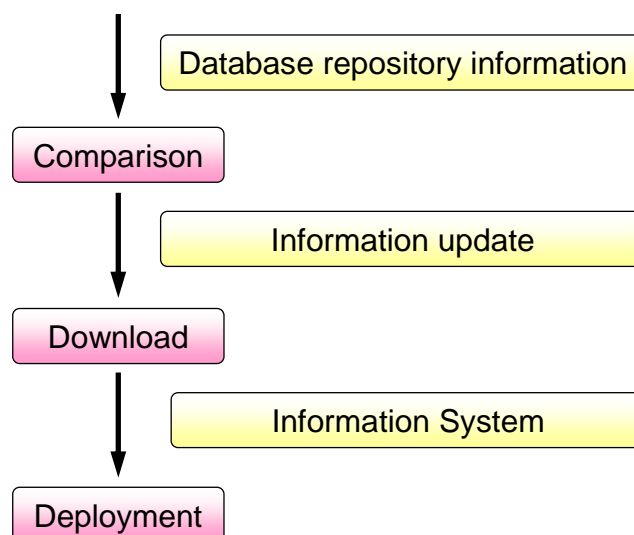 Database repository information
Comparison
Information update
Download
Information System
Deployment